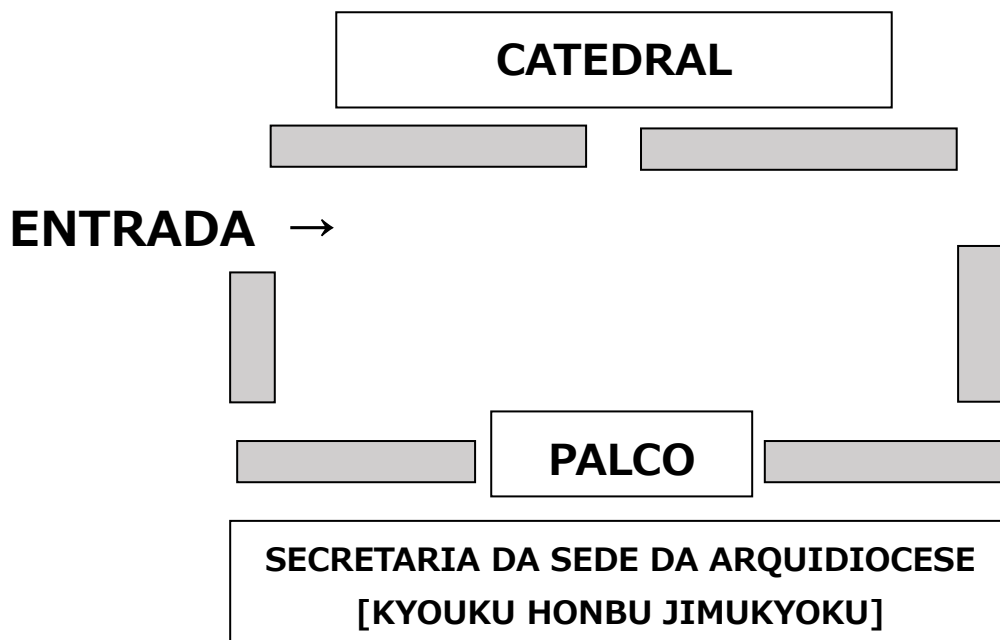 CATEDRAL
ENTRADA →
PALCO
SECRETARIA DA SEDE DA ARQUIDIOCESE
[KYOUKU HONBU JIMUKYOKU]